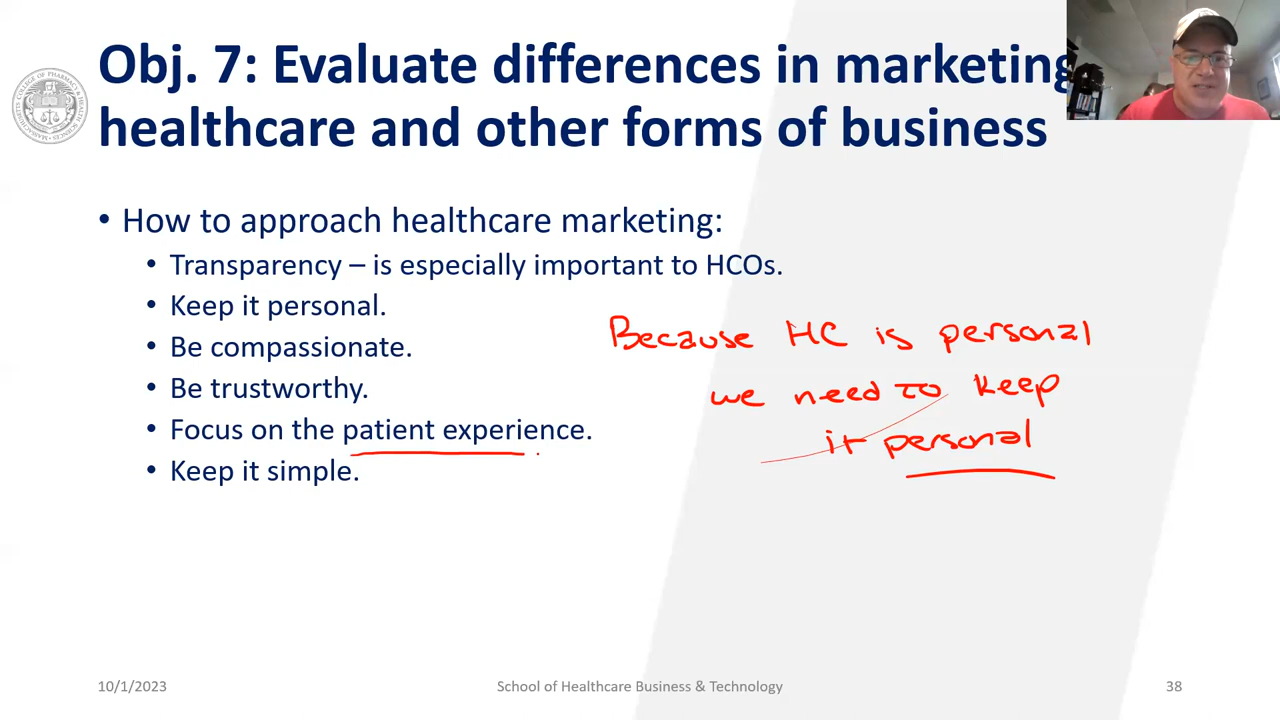 Obj. 7: Evaluate differences in marketing
healthcare and other forms of business
• How to approach healthcare marketing:
• Transparency – is especially important to HCOs.
• Keep it personal.
• Be compassionate.
• Be trustworthy.
• Focus on the patient experience.
• Keep it simple.
Because HC is personal
we need to keep
it personal
10/1/2023
School of Healthcare Business & Technology
38